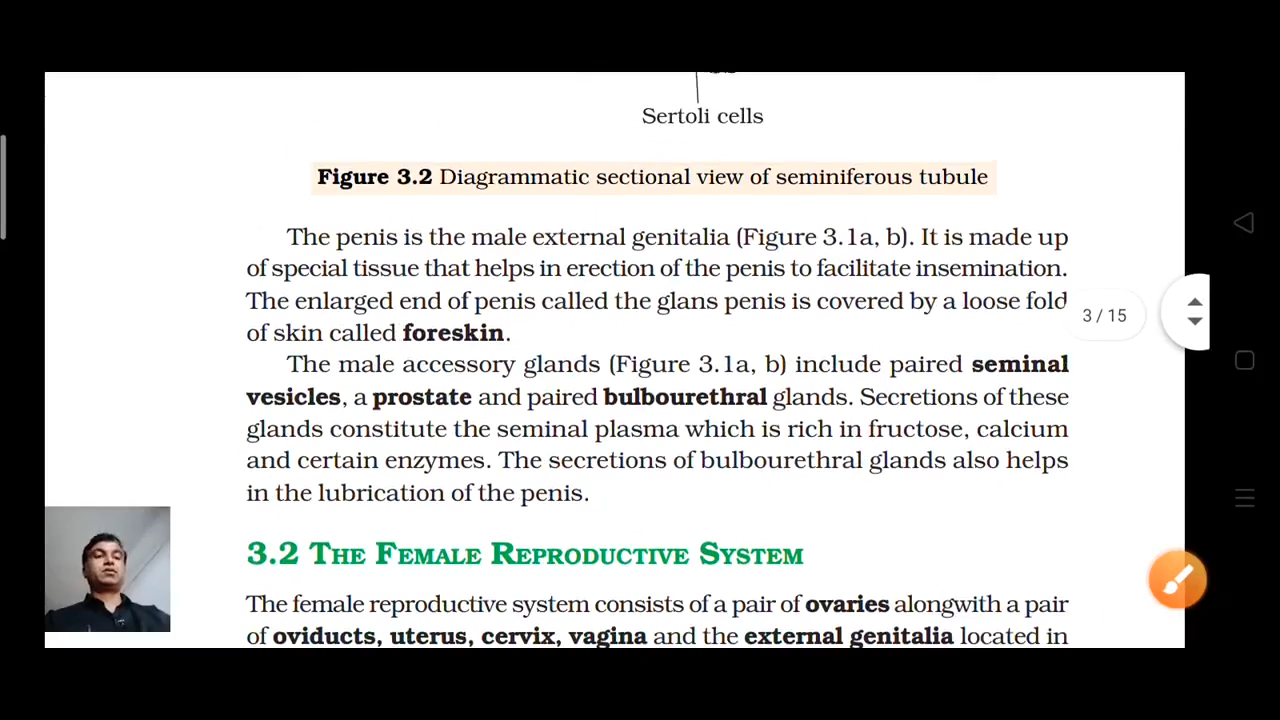 Sertoli cells
Figure 3.2 Diagrammatic sectional view of seminiferous tubule
The penis is the male external genitalia (Figure 3.1a, b). It is made up
of special tissue that helps in erection of the penis to facilitate insemination.
The enlarged end of penis called the glans penis is covered by a loose fold
of skin called foreskin.
3 / 15
The male accessory glands (Figure 3.1a, b) include paired seminal
vesicles, a prostate and paired bulbourethral glands. Secretions of these
glands constitute the seminal plasma which is rich in fructose, calcium
and certain enzymes. The secretions of bulbourethral glands also helps
in the lubrication of the penis.
3.2 THE FEMALE REPRODUCTIVE SYSTEM
The female reproductive system consists of a pair of ovaries alongwith a pair
of oviducts, uterus, cervix, vagina and the external genitalia located in